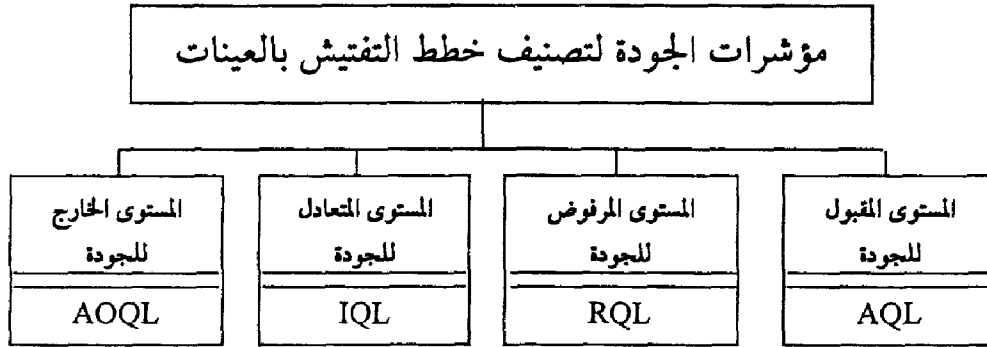 مؤشرات الجودة لتصنيف خطط التفتيش بالعينات
المستوى المقبول
للجودة
AQL
المستوى المرفوض
للجودة
RQL
المستوى المتعادل
للجودة
IQL
المستوى الخارج
للجودة
AOQL